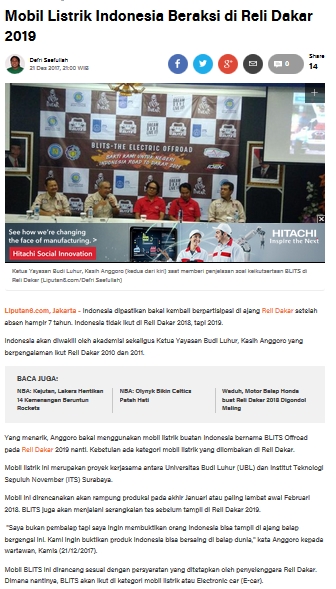 Mobil Listrik Indonesia Beraksi di Reli Dakar
2019
Defri Saefullah
21 Des 2017, 21:00 WIB
0
Share
14
BLITS-THE ELECTRIC OFFROAD
BAKTI KAMI UNTUK NEGERI
INDONESIA ROAD TO DAKAR 2019
See how we're changing
the face of manufacturing. >
Hitachi Social Innovation
HITACHI
Inspire the Next
Ketua Yayasan Budi Luhur, Kasih Anggoro (kedua dari kiri) saat memberi penjelasan soal keikutsertaan BLITS di
Reli Dakar (Liputan6.com/Defri Saefullah)
Liputan6.com, Jakarta - Indonesia dipastikan bakal kembali berpartisipasi di ajang Reli Dakar setelah
absen hampir 7 tahun. Indonesia tidak ikut di Reli Dakar 2018, tapi 2019.
Indonesia akan diwakili oleh akademisi sekaligus Ketua Yayasan Budi Luhur, Kasih Anggoro yang
berpengalaman ikut Reli Dakar 2010 dan 2011.
BACA JUGA:
NBA: Kejutan, Lakers Hentikan
14 Kemenangan Beruntun
Rockets
NBA: Olynyk Bikin Celtics
Patah Hati
Waduh, Motor Balap Honda
buat Reli Dakar 2018 Digondol
Maling
Yang menarik, Anggoro bakal menggunakan mobil listrik buatan Indonesia bernama BLITS Offroad
pada Reli Dakar 2019 nanti. Kebetulan ada kategori mobil listrik yang dilombakan di Reli Dakar.
Mobil listrik ini merupakan proyek kerjasama antara Universitas Budi Luhur (UBL) dan Institut Teknologi
Sepuluh November (ITS) Surabaya.
Mobil ini direncanakan akan rampung produksi pada akhir Januari atau paling lambat awal Februari
2018. BLITS juga akan menjalani serangkaian tes sebelum tampil di Reli Dakar 2019.
"Saya bukan pembalap tapi saya ingin membuktikan orang Indonesia bisa tampil di ajang balap
bergengsi ini. Kami ingin buktikan produk Indonesia bisa bersaing di balap dunia," kata Anggoro kepada
wartawan, Kamis (21/12/2017).
Mobil BLITS ini dirancang sesuai dengan persyaratan yang ditetapkan oleh penyelenggara Reli Dakar.
Dimana nantinya, BLITS akan ikut di kategori mobil listrik atau Electronic car (E-car).